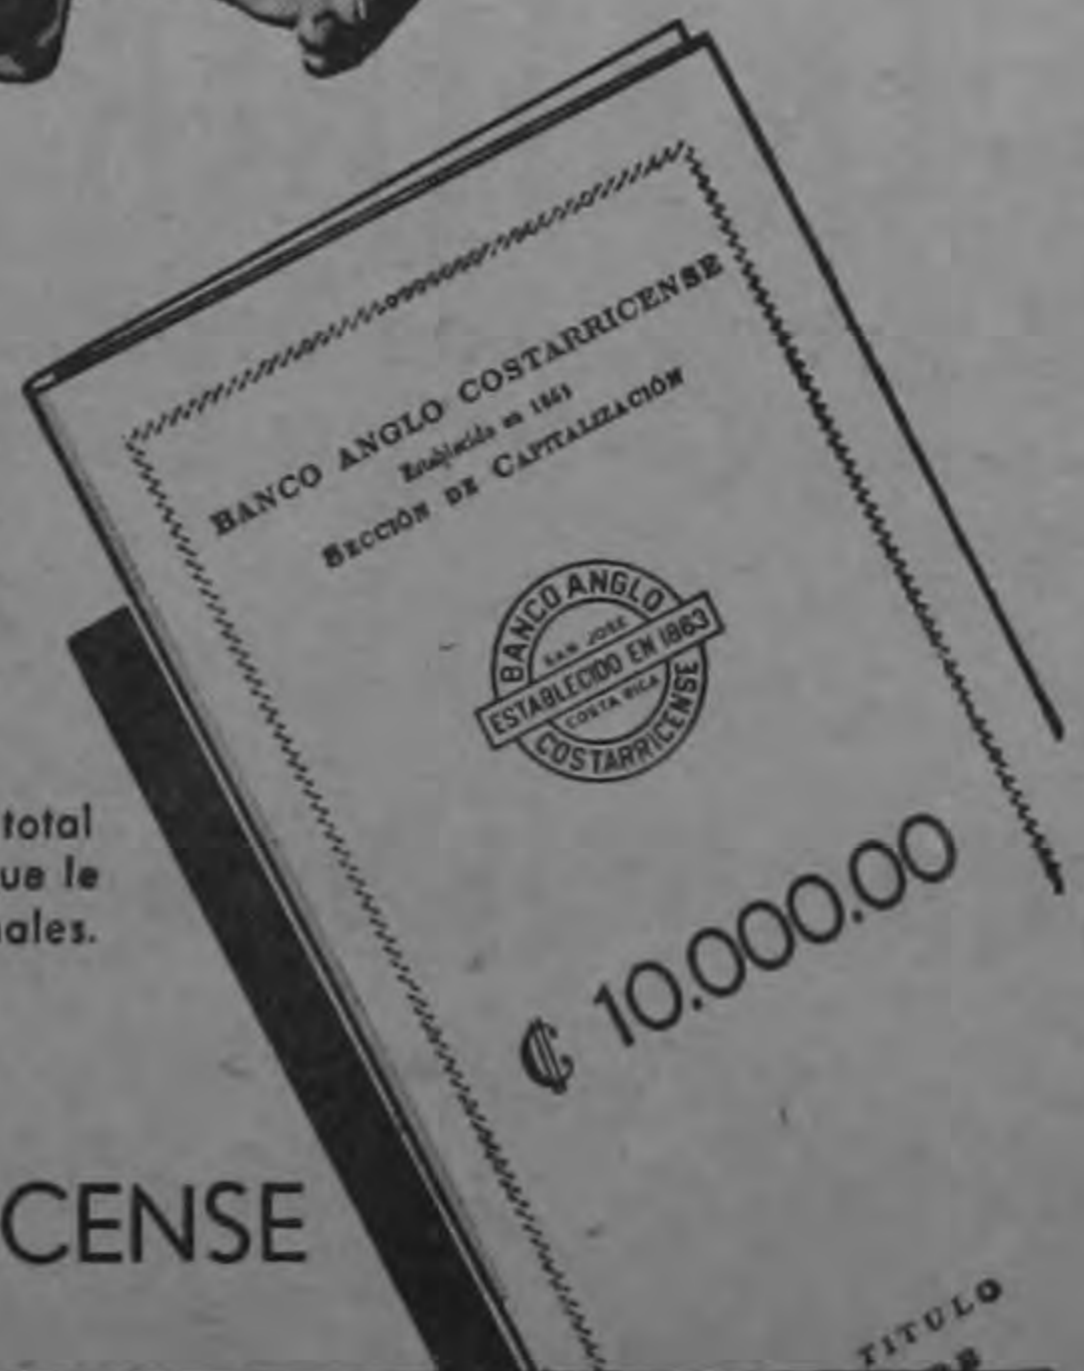 BANCO ANGLO COSTARRICENSE
Establecido en 1863
SECCIÓN DE CAPITALIZACIÓN
BANCO ANGLO
SAN JOSE
ESTABLECIDO EN 1863
COSTA RICA
COSTARRICENSE
₡ 10.000.00
TITULO
total
ue le
ales.
CENSE